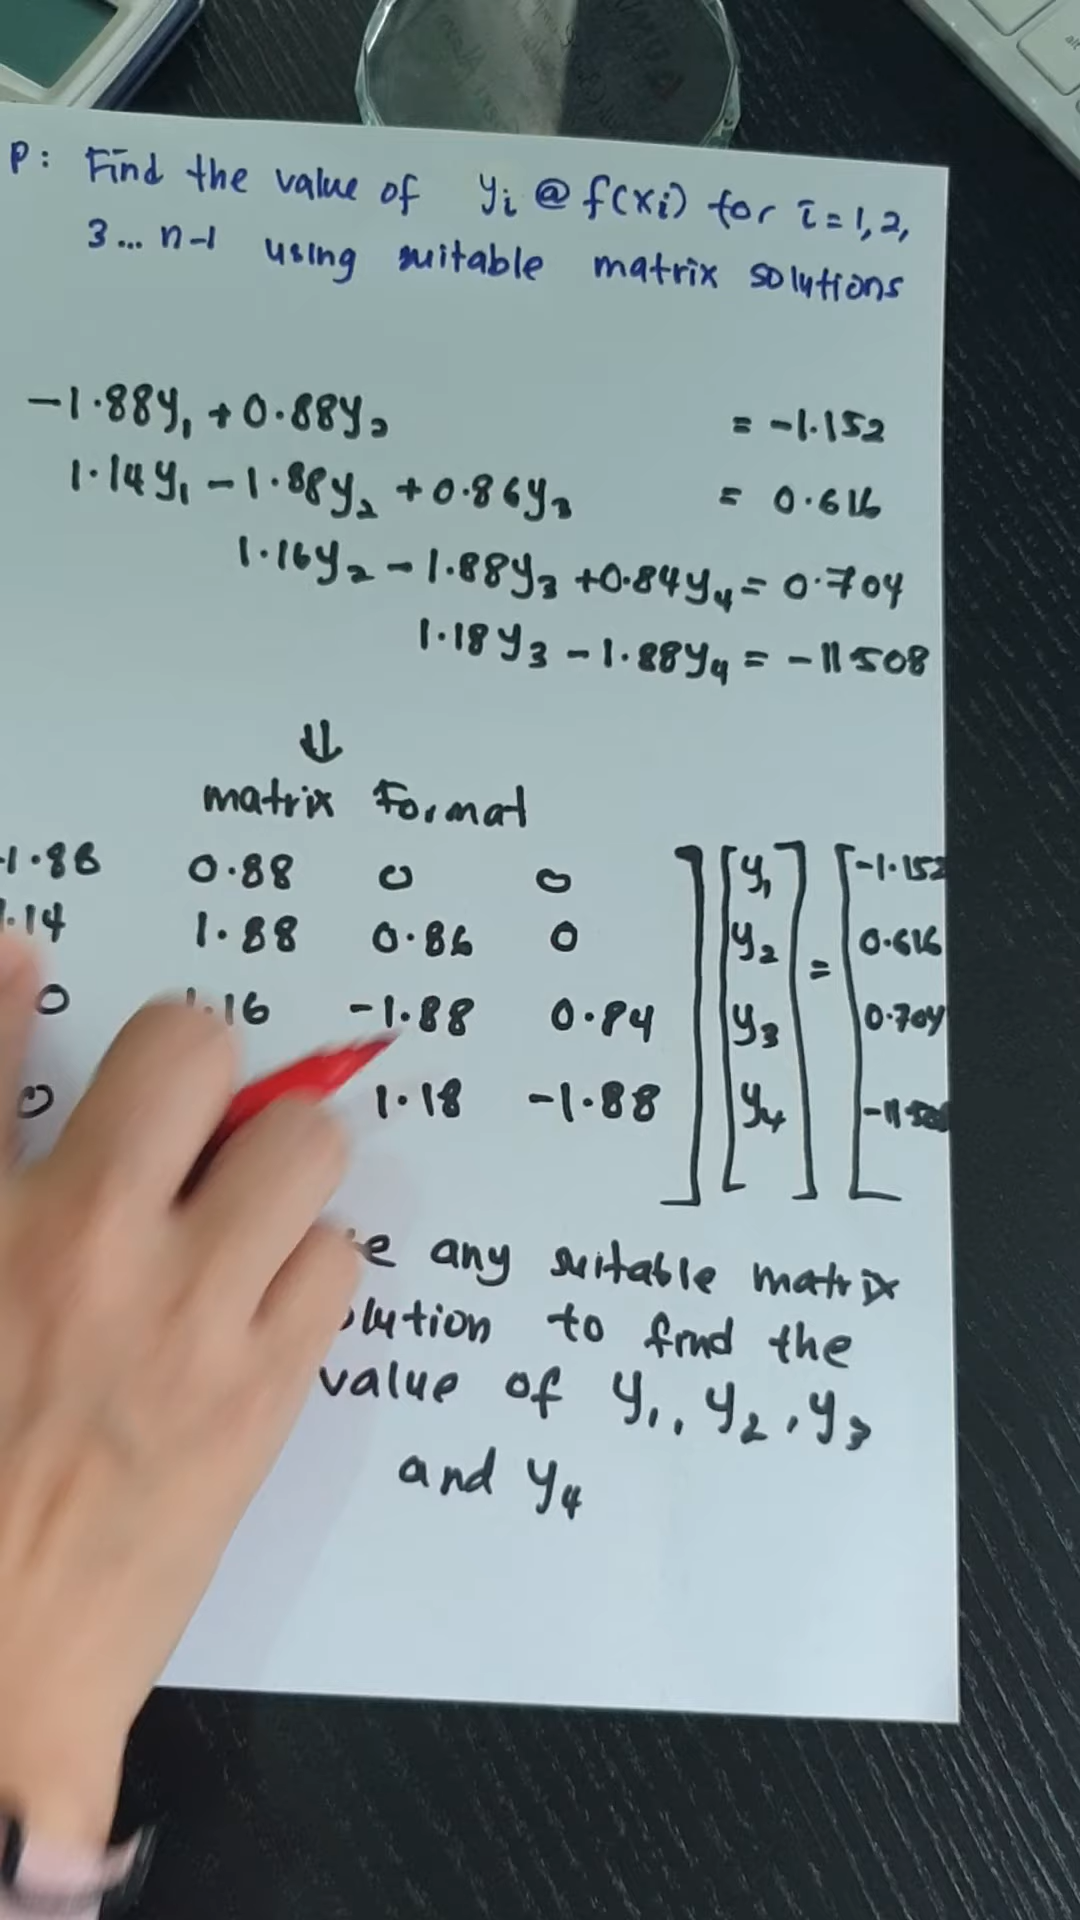 P: Find the value of yi @ f(xi) for i=1,2,
3... n-1 using suitable matrix solutions
-1.88y1 + 0.88y2 = -1.152
1.14y1 - 1.88y2 + 0.86y3 = 0.616
1.16y2 - 1.88y3 + 0.84y4 = 0.704
1.18y3 - 1.88y4 = -11508
⇓
matrix Format
-1.88 0.88 0 0 y1 -1.152
1.14 1.88 0.86 0 y2 = 0.616
0 1.16 -1.88 0.84 y3 0.704
0 1.18 -1.88 y4 -11508
any suitable matrix
olution to find the
value of y1, y2, y3
and y4